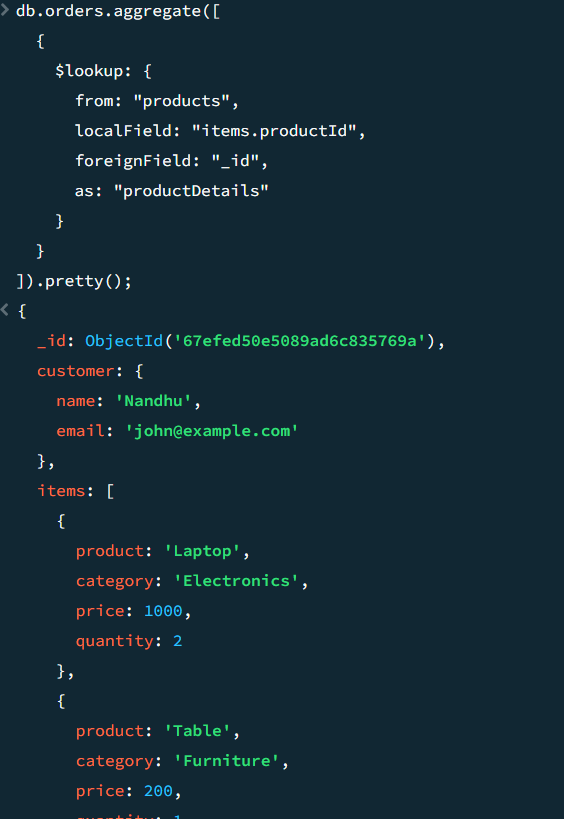 db.orders.aggregate([
{
$lookup: {
from: "products",
localField: "items.productId",
foreignField: "_id",
as: "productDetails"
}
}
]).pretty();
{
_id: ObjectId('67efed50e5089ad6c835769a'),
customer: {
name: 'Nandhu',
email: 'john@example.com'
},
items: [
{
product: 'Laptop',
category: 'Electronics',
price: 1000,
quantity: 2
},
{
product: 'Table',
category: 'Furniture',
price: 200,